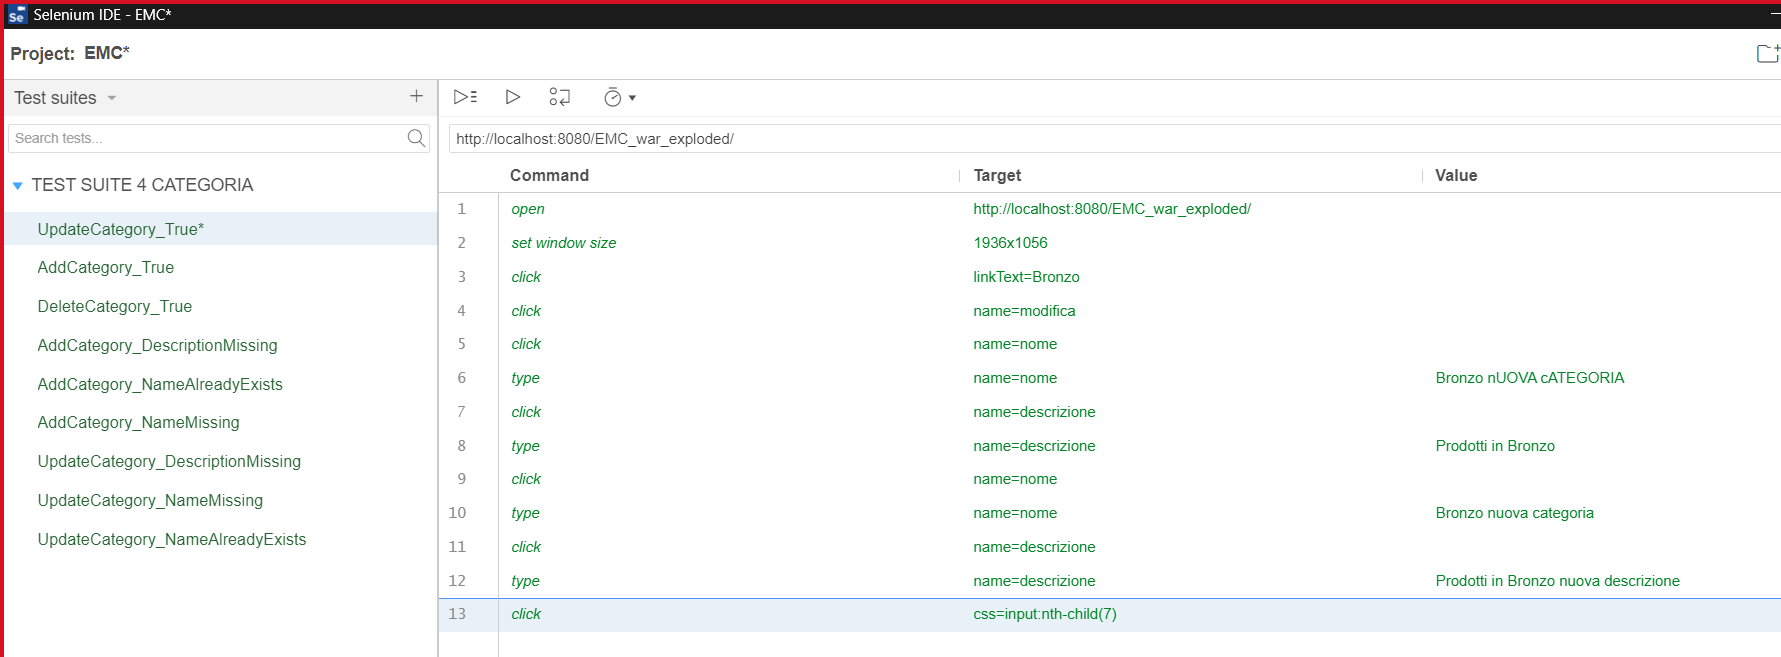 Se Selenium IDE - EMC*
Project: EMC*
Test suites
Search tests...
TEST SUITE 4 CATEGORIA
UpdateCategory_True*
AddCategory_True
DeleteCategory_True
AddCategory_DescriptionMissing
AddCategory_NameAlreadyExists
AddCategory_NameMissing
UpdateCategory_DescriptionMissing
UpdateCategory_NameMissing
UpdateCategory_NameAlreadyExists
http://localhost:8080/EMC_war_exploded/
Command Target Value
1 open http://localhost:8080/EMC_war_exploded/
2 set window size 1936x1056
3 click linkText=Bronzo
4 click name=modifica
5 click name=nome
6 type name=nome Bronzo nUOVA cATEGORIA
7 click name=descrizione
8 type name=descrizione Prodotti in Bronzo
9 click name=nome
10 type name=nome Bronzo nuova categoria
11 click name=descrizione
12 type name=descrizione Prodotti in Bronzo nuova descrizione
13 click css=input:nth-child(7)